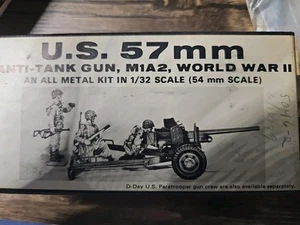 U.S. 57mm
ANTI-TANK GUN, M1A2, WORLD WAR II
AN ALL METAL KIT IN 1/32 SCALE (54 mm SCALE)
D-Day U.S. Paratrooper gun crew are also available separately